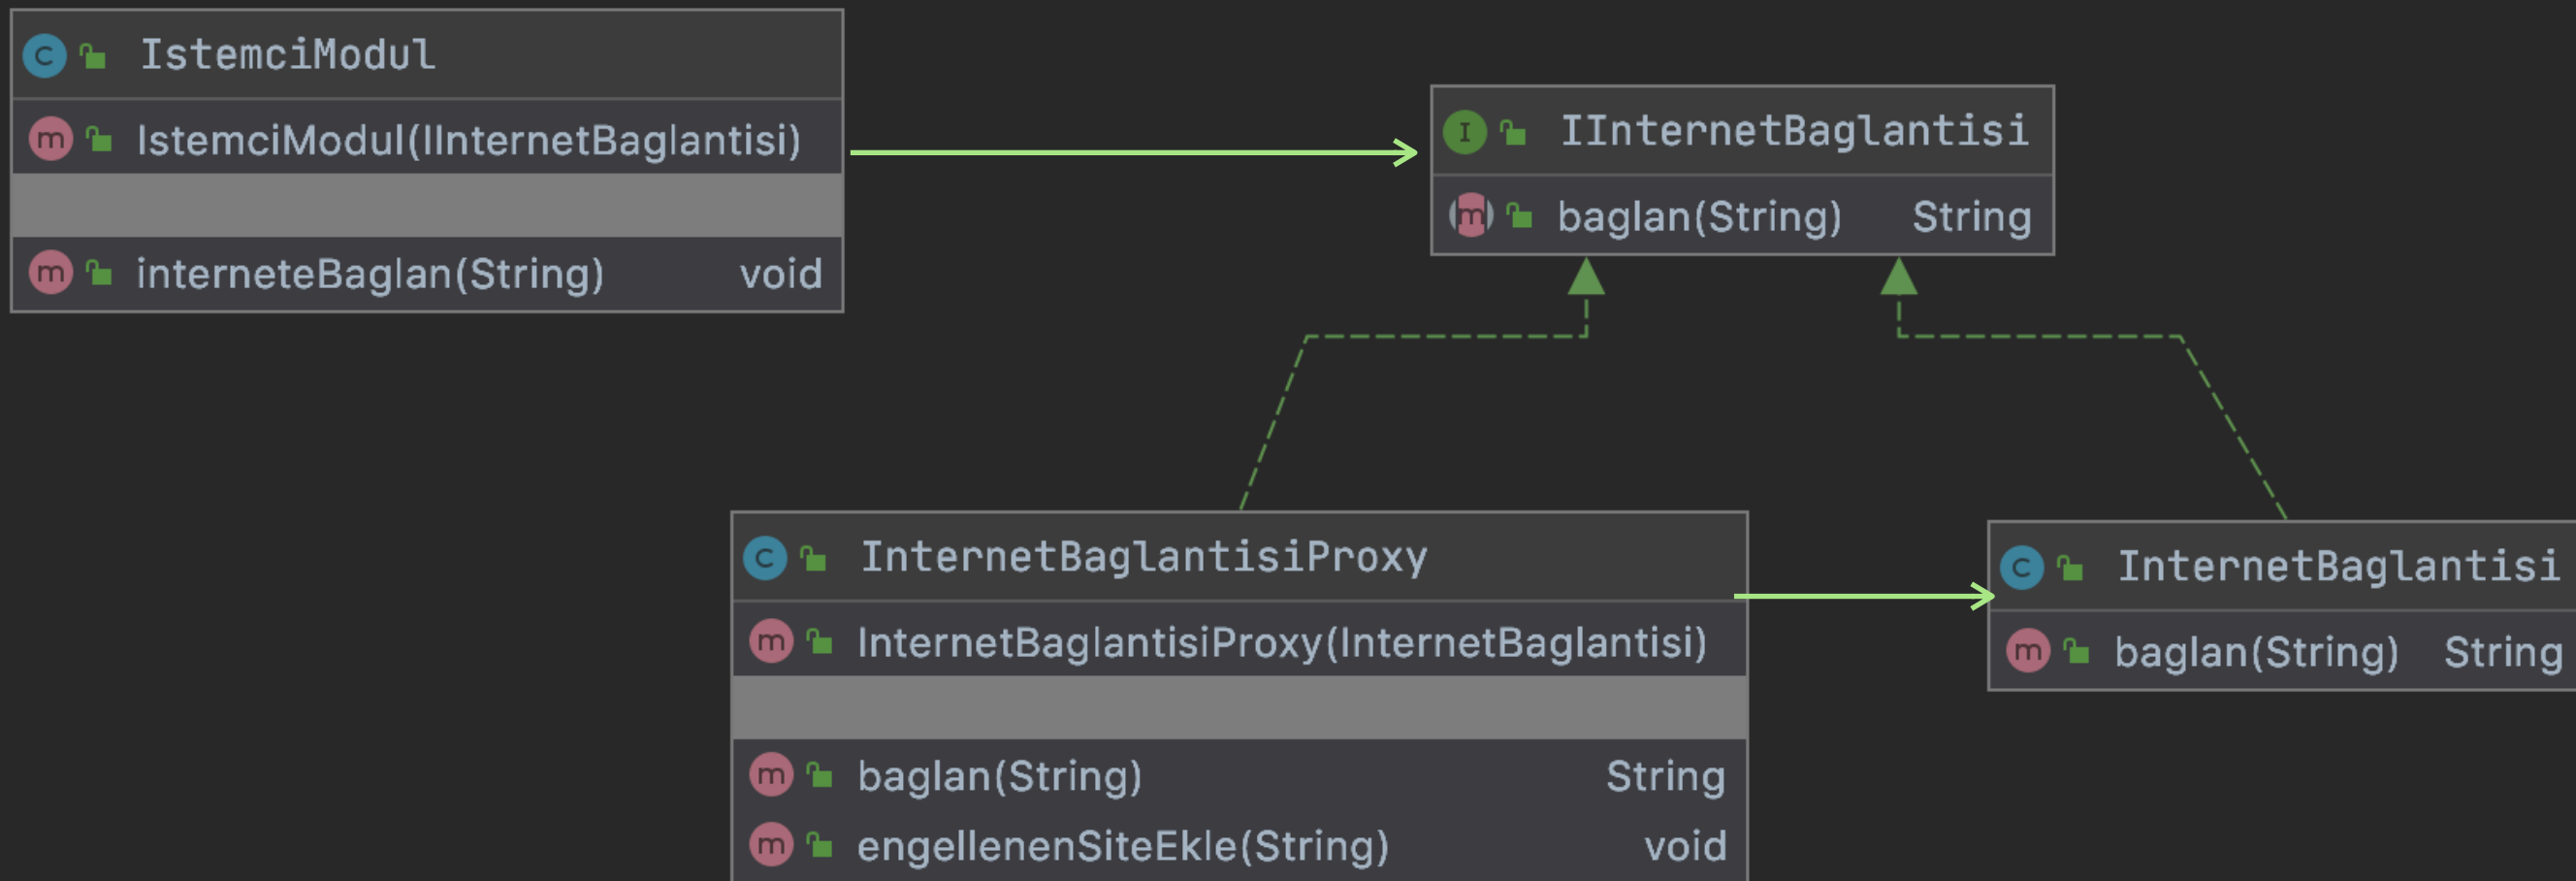 IstemciModul
IstemciModul(IInternetBaglantisi)
interneteBaglan(String) void
IInternetBaglantisi
baglan(String) String
InternetBaglantisiProxy
InternetBaglantisiProxy(InternetBaglantisi)
baglan(String) String
engellenenSiteEkle(String) void
InternetBaglantisi
baglan(String) String